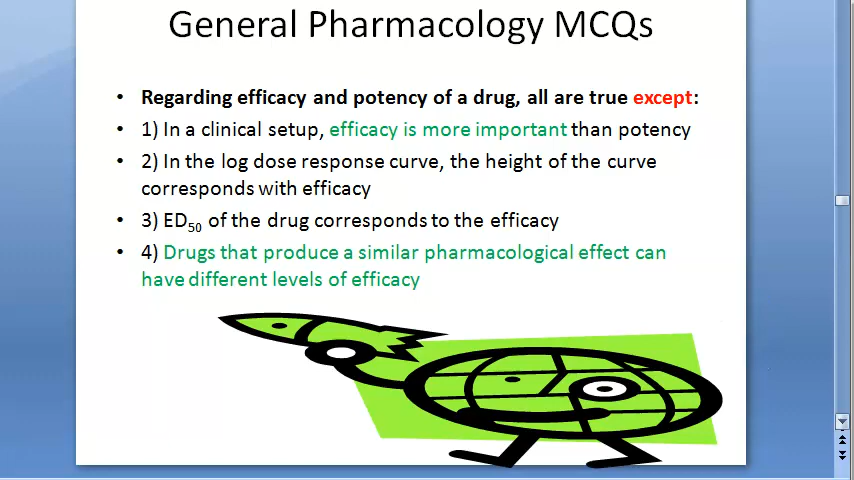 General Pharmacology MCQs
• Regarding efficacy and potency of a drug, all are true except:
• 1) In a clinical setup, efficacy is more important than potency
• 2) In the log dose response curve, the height of the curve
corresponds with efficacy
• 3) ED50 of the drug corresponds to the efficacy
• 4) Drugs that produce a similar pharmacological effect can
have different levels of efficacy